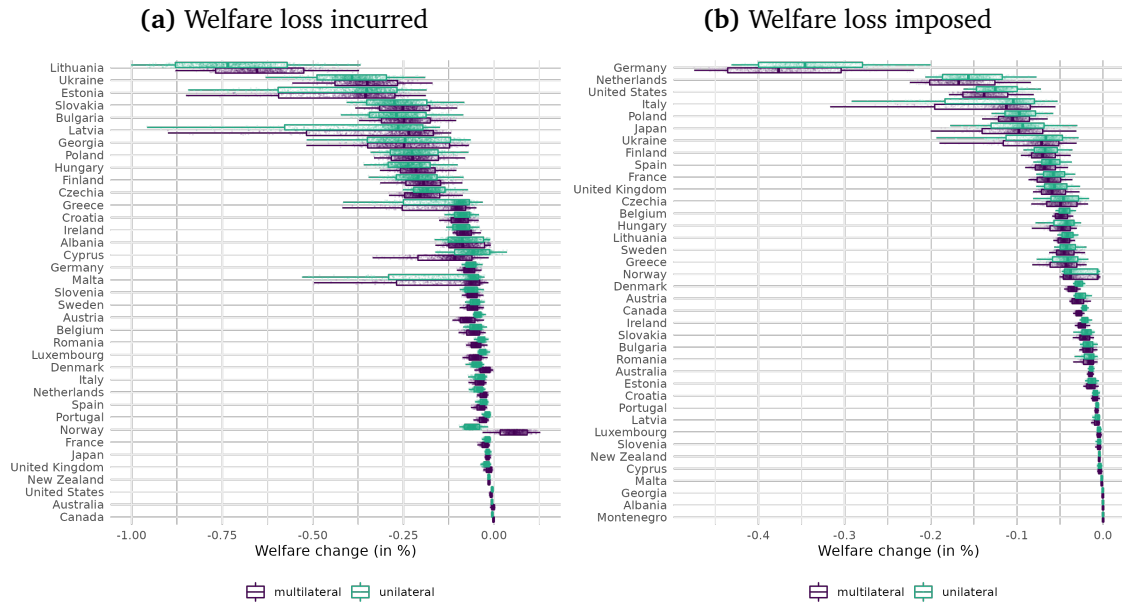 (a) Welfare loss incurred
Lithuania
Ukraine
Estonia
Slovakia
Bulgaria
Latvia
Georgia
Poland
Hungary
Finland
Czechia
Greece
Croatia
Ireland
Albania
Cyprus
Germany
Malta
Slovenia
Sweden
Austria
Belgium
Romania
Luxembourg
Denmark
Italy
Netherlands
Spain
Portugal
Norway
France
Japan
United Kingdom
New Zealand
United States
Australia
Canada
-1.00 -0.75 -0.50 -0.25 0.00
Welfare change (in %)
multilateral unilateral
(b) Welfare loss imposed
Germany
Netherlands
United States
Italy
Poland
Japan
Ukraine
Finland
Spain
France
United Kingdom
Czechia
Belgium
Hungary
Lithuania
Sweden
Greece
Norway
Denmark
Austria
Canada
Ireland
Slovakia
Bulgaria
Romania
Australia
Estonia
Croatia
Portugal
Latvia
Luxembourg
Slovenia
New Zealand
Cyprus
Malta
Georgia
Albania
Montenegro
-0.4 -0.3 -0.2 -0.1 0.0
Welfare change (in %)
multilateral unilateral